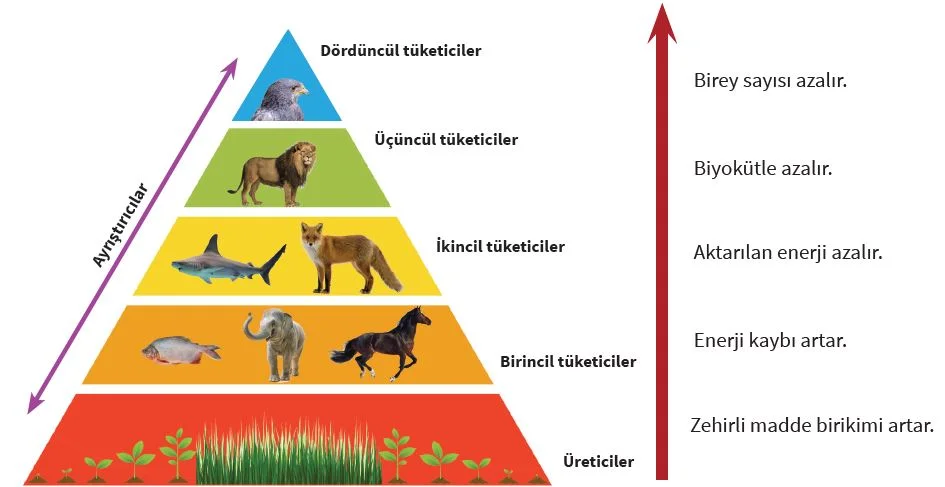 Dördüncül tüketiciler
Üçüncül tüketiciler
İkincil tüketiciler
Birincil tüketiciler
Üreticiler
Ayrıştırıcılar
Birey sayısı azalır.
Biyokütle azalır.
Aktarılan enerji azalır.
Enerji kaybı artar.
Zehirli madde birikimi artar.